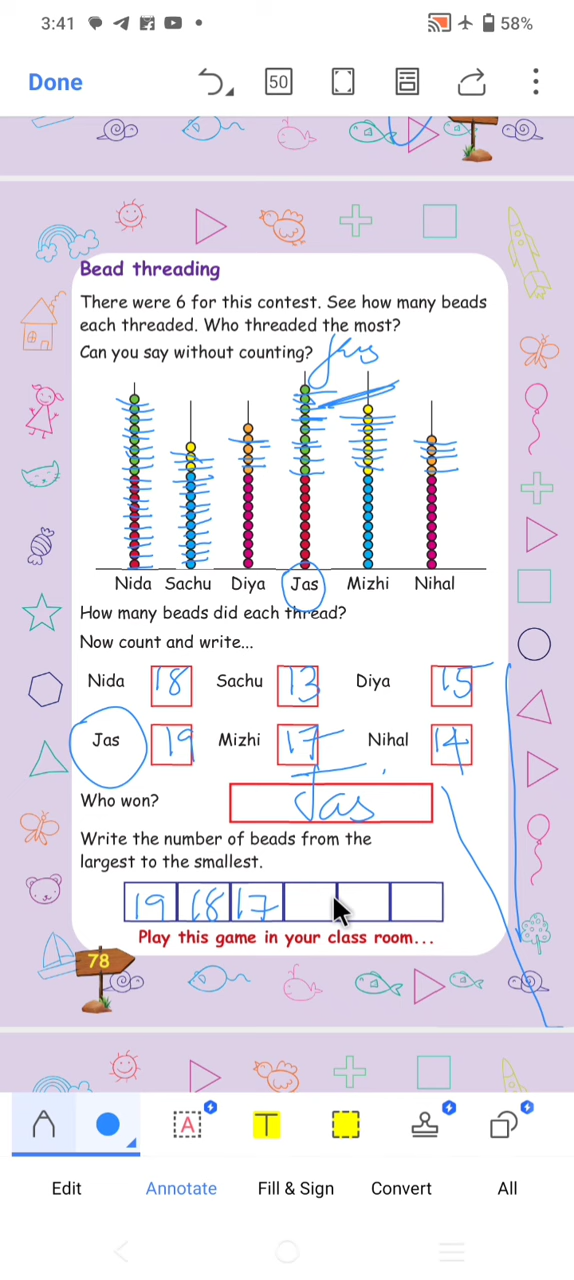 3:41
58%
Done
50
Bead threading
There were 6 for this contest. See how many beads
each threaded. Who threaded the most?
Can you say without counting? Jas
Nida Sachu Diya Jas Mizhi Nihal
How many beads did each thread?
Now count and write...
Nida 18 Sachu 13 Diya 15
Jas 19 Mizhi 17 Nihal 14
Who won? Jas
Write the number of beads from the
largest to the smallest.
19 18 17
Play this game in your class room...
78
A T
Edit Annotate Fill & Sign Convert All